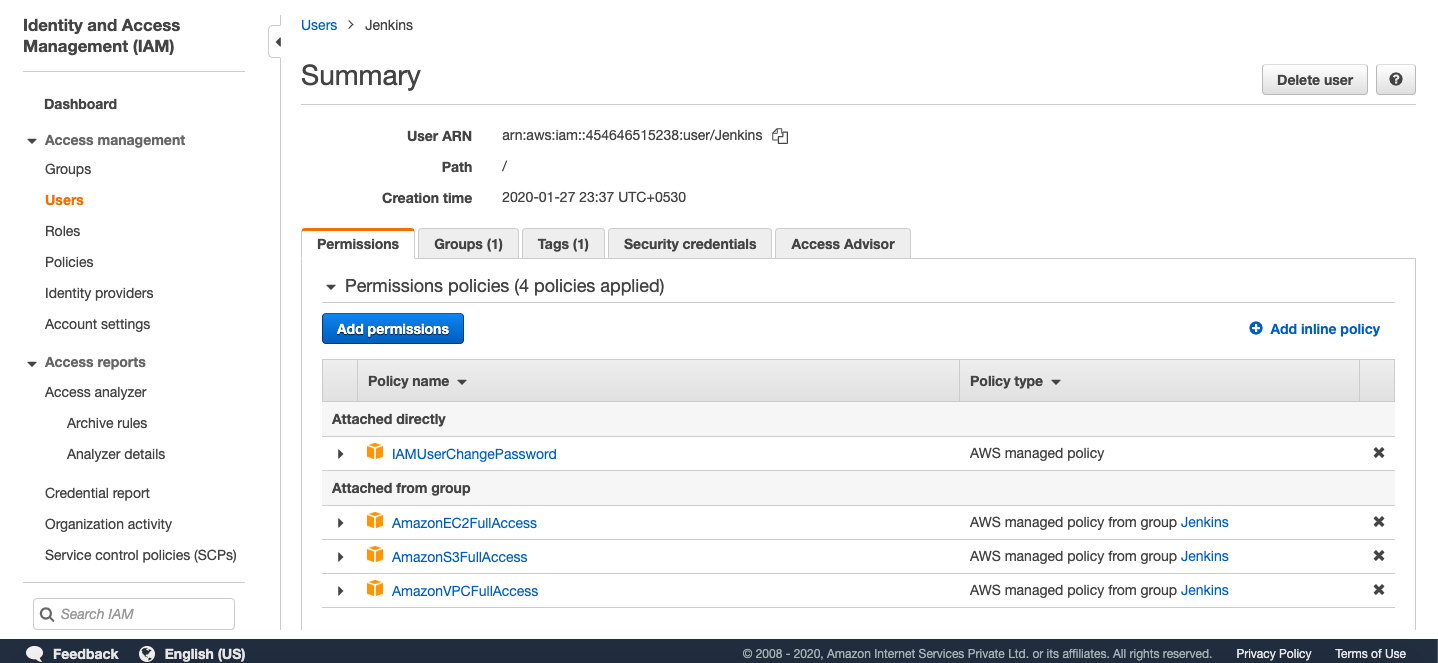 Identity and Access
Management (IAM)
Dashboard
Access management
Groups
Users
Roles
Policies
Identity providers
Account settings
Access reports
Access analyzer
Archive rules
Analyzer details
Credential report
Organization activity
Service control policies (SCPs)
Search IAM
Users > Jenkins
Summary
Delete user
?
User ARN arn:aws:iam::454646515238:user/Jenkins
Path /
Creation time 2020-01-27 23:37 UTC+0530
Permissions Groups (1) Tags (1) Security credentials Access Advisor
Permissions policies (4 policies applied)
Add permissions Add inline policy
Policy name Policy type
Attached directly
IAMUserChangePassword AWS managed policy
Attached from group
AmazonEC2FullAccess AWS managed policy from group Jenkins
AmazonS3FullAccess AWS managed policy from group Jenkins
AmazonVPCFullAccess AWS managed policy from group Jenkins
Feedback English (US) © 2008 - 2020, Amazon Internet Services Private Ltd. or its affiliates. All rights reserved. Privacy Policy Terms of Use